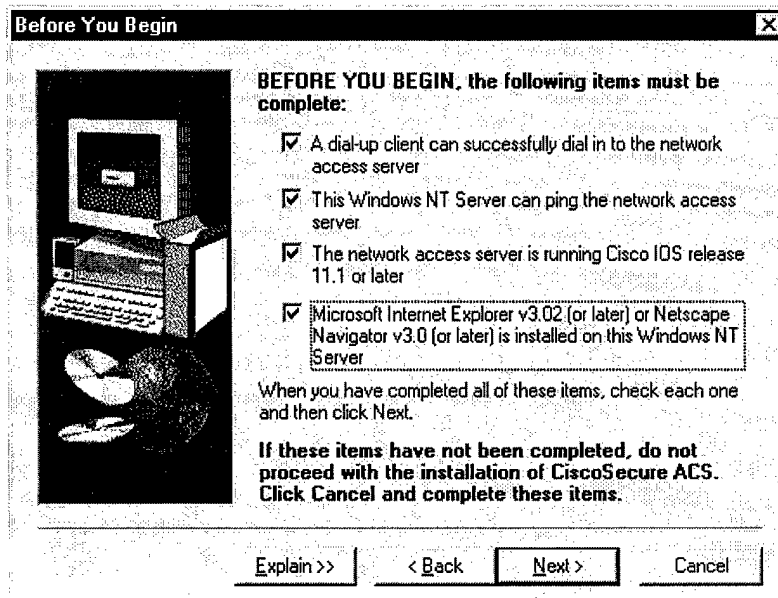 Before You Begin
BEFORE YOU BEGIN, the following items must be
complete:
A dial-up client can successfully dial in to the network
access server
This Windows NT Server can ping the network access
server
The network access server is running Cisco IOS release
11.1 or later
Microsoft Internet Explorer v3.02 (or later) or Netscape
Navigator v3.0 (or later) is installed on this Windows NT
Server
When you have completed all of these items, check each one
and then click Next.
If these items have not been completed, do not
proceed with the installation of CiscoSecure ACS.
Click Cancel and complete these items.
Explain >> < Back Next > Cancel